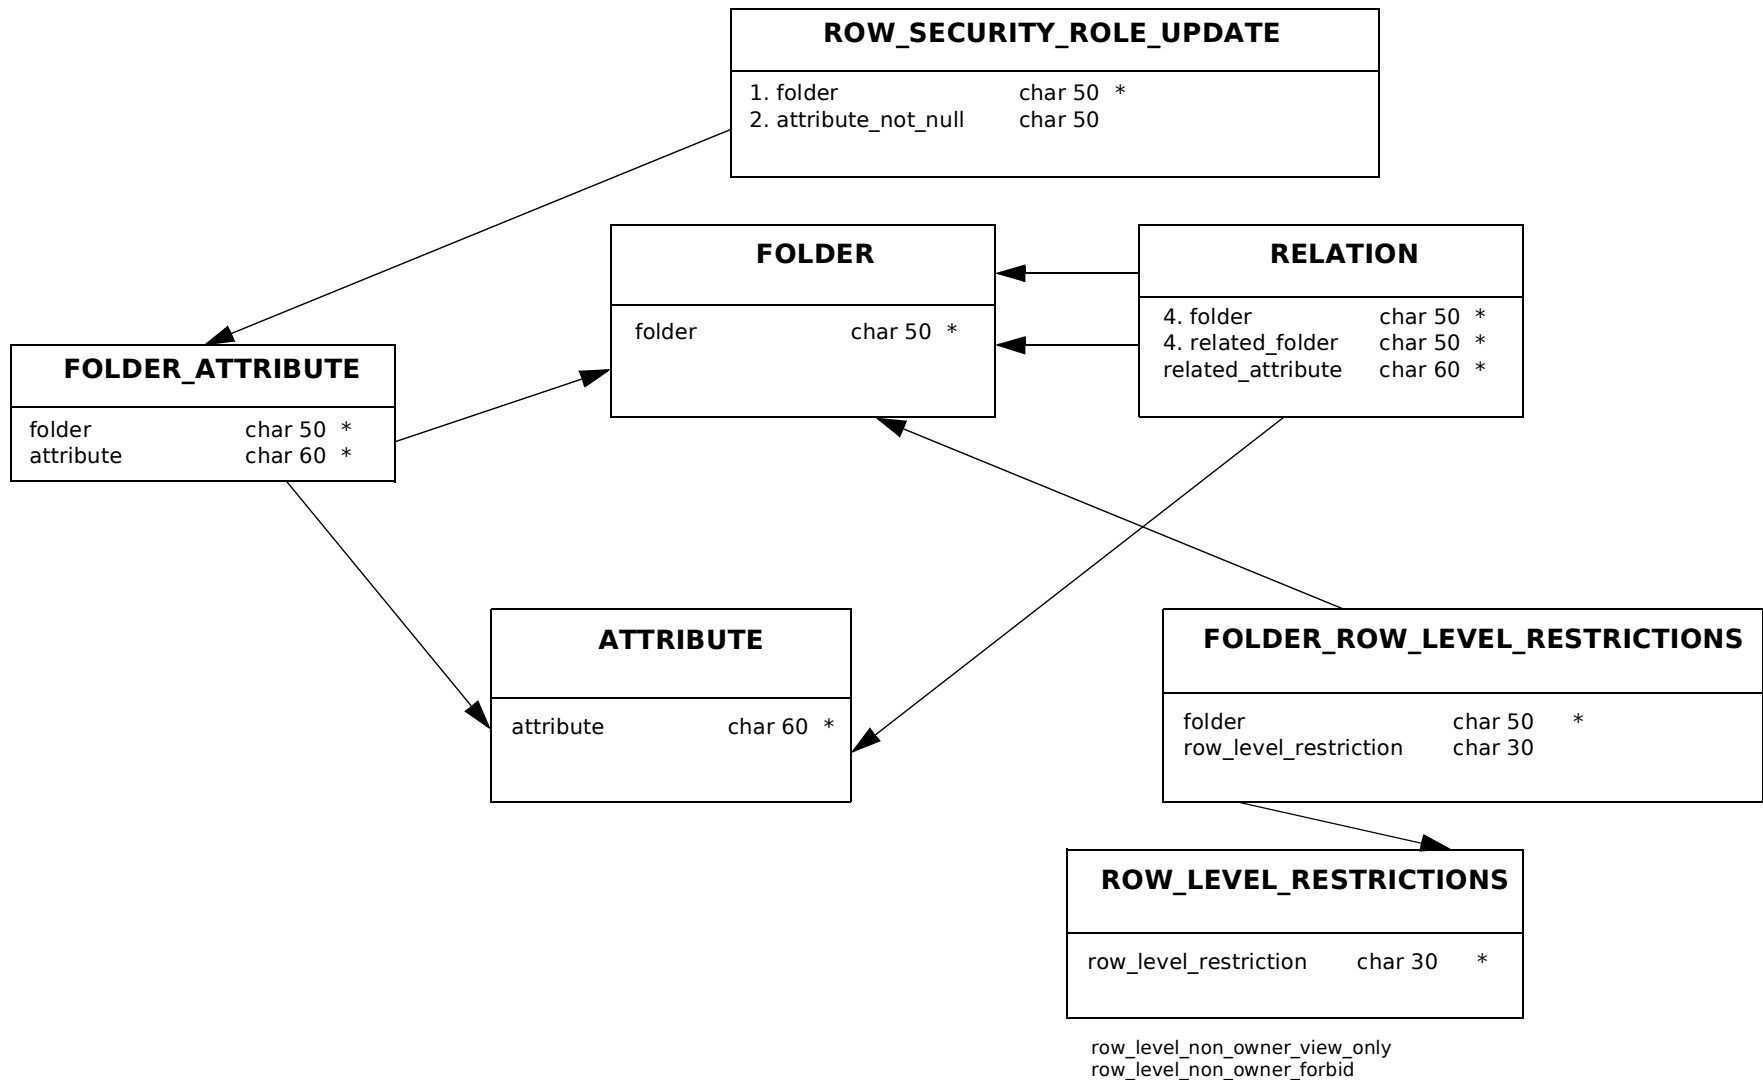 ROW_SECURITY_ROLE_UPDATE
1. folder char 50 *
2. attribute_not_null char 50
FOLDER
folder char 50 *
RELATION
4. folder char 50 *
4. related_folder char 50 *
related_attribute char 60 *
FOLDER_ATTRIBUTE
folder char 50 *
attribute char 60 *
ATTRIBUTE
attribute char 60 *
FOLDER_ROW_LEVEL_RESTRICTIONS
folder char 50 *
row_level_restriction char 30
ROW_LEVEL_RESTRICTIONS
row_level_restriction char 30 *
row_level_non_owner_view_only
row_level_non_owner_forbid